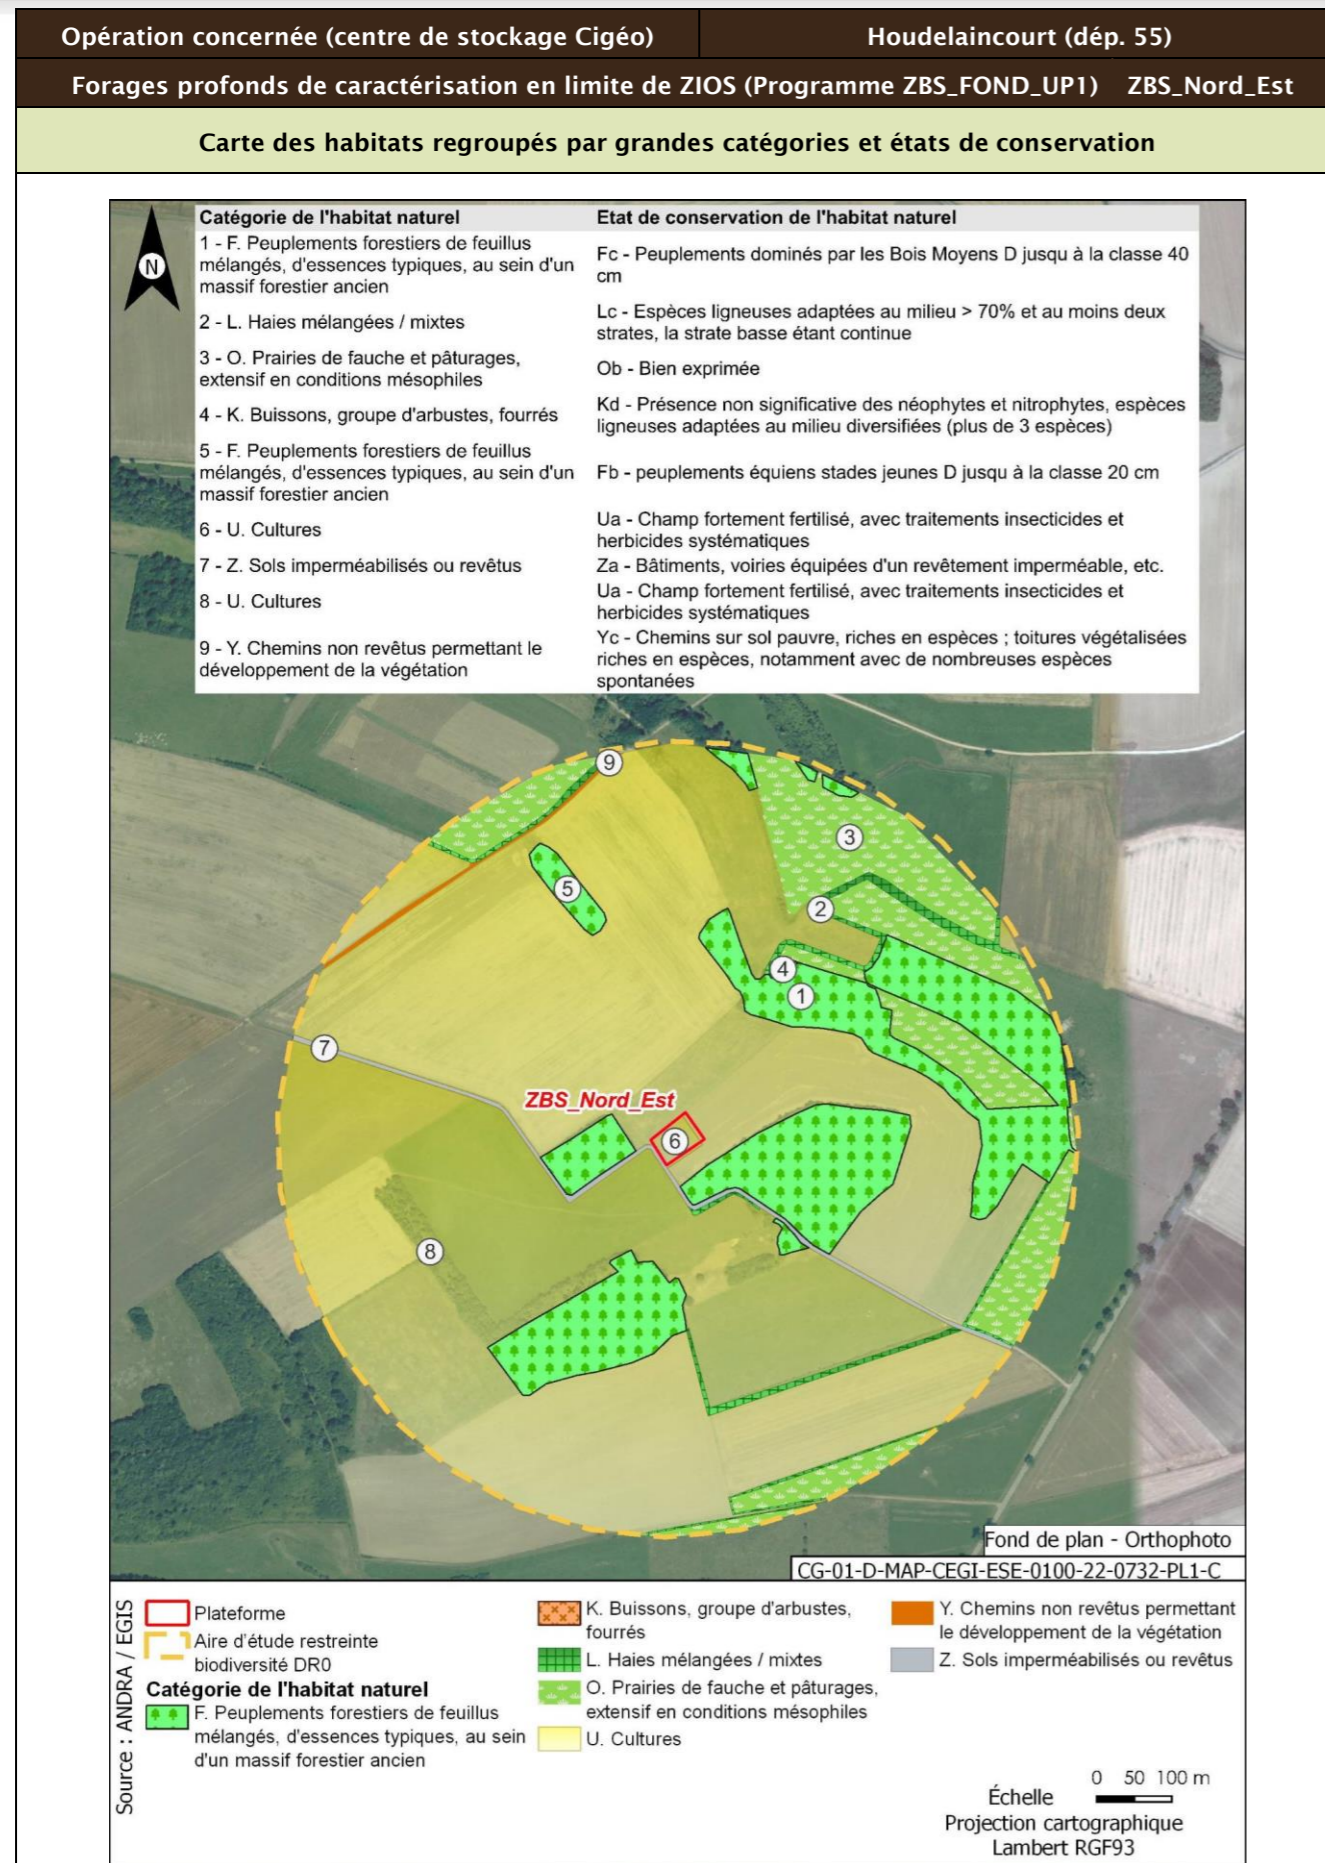 Opération concernée (centre de stockage Cigéo) Houdelaincourt (dép. 55)
Forages profonds de caractérisation en limite de ZIOS (Programme ZBS_FOND_UP1) ZBS_Nord_Est
Carte des habitats regroupés par grandes catégories et états de conservation
N
Catégorie de l'habitat naturel Etat de conservation de l'habitat naturel
1 - F. Peuplements forestiers de feuillus
mélangés, d'essences typiques, au sein d'un
massif forestier ancien
Fc - Peuplements dominés par les Bois Moyens D jusqu à la classe 40
cm
2 - L. Haies mélangées / mixtes
Lc - Espèces ligneuses adaptées au milieu > 70% et au moins deux
strates, la strate basse étant continue
3 - O. Prairies de fauche et pâturages,
extensif en conditions mésophiles
Ob - Bien exprimée
4 - K. Buissons, groupe d'arbustes, fourrés
Kd - Présence non significative des néophytes et nitrophytes, espèces
ligneuses adaptées au milieu diversifiées (plus de 3 espèces)
5 - F. Peuplements forestiers de feuillus
mélangés, d'essences typiques, au sein d'un
massif forestier ancien
Fb - peuplements équiens stades jeunes D jusqu à la classe 20 cm
6 - U. Cultures
Ua - Champ fortement fertilisé, avec traitements insecticides et
herbicides systématiques
7 - Z. Sols imperméabilisés ou revêtus
Za - Bâtiments, voiries équipées d'un revêtement imperméable, etc.
8 - U. Cultures
Ua - Champ fortement fertilisé, avec traitements insecticides et
herbicides systématiques
9 - Y. Chemins non revêtus permettant le
développement de la végétation
Yc - Chemins sur sol pauvre, riches en espèces ; toitures végétalisées
riches en espèces, notamment avec de nombreuses espèces
spontanées
9
3
5
2
4
1
7
ZBS_Nord_Est
6
8
Fond de plan - Orthophoto
CG-01-D-MAP-CEGI-ESE-0100-22-0732-PL1-C
Source : ANDRA / EGIS
Plateforme
Aire d'étude restreinte
biodiversité DR0
Catégorie de l'habitat naturel
F. Peuplements forestiers de feuillus
mélangés, d'essences typiques, au sein
d'un massif forestier ancien
K. Buissons, groupe d'arbustes,
fourrés
L. Haies mélangées / mixtes
O. Prairies de fauche et pâturages,
extensif en conditions mésophiles
U. Cultures
Y. Chemins non revêtus permettant
le développement de la végétation
Z. Sols imperméabilisés ou revêtus
0 50 100 m
Échelle
Projection cartographique
Lambert RGF93